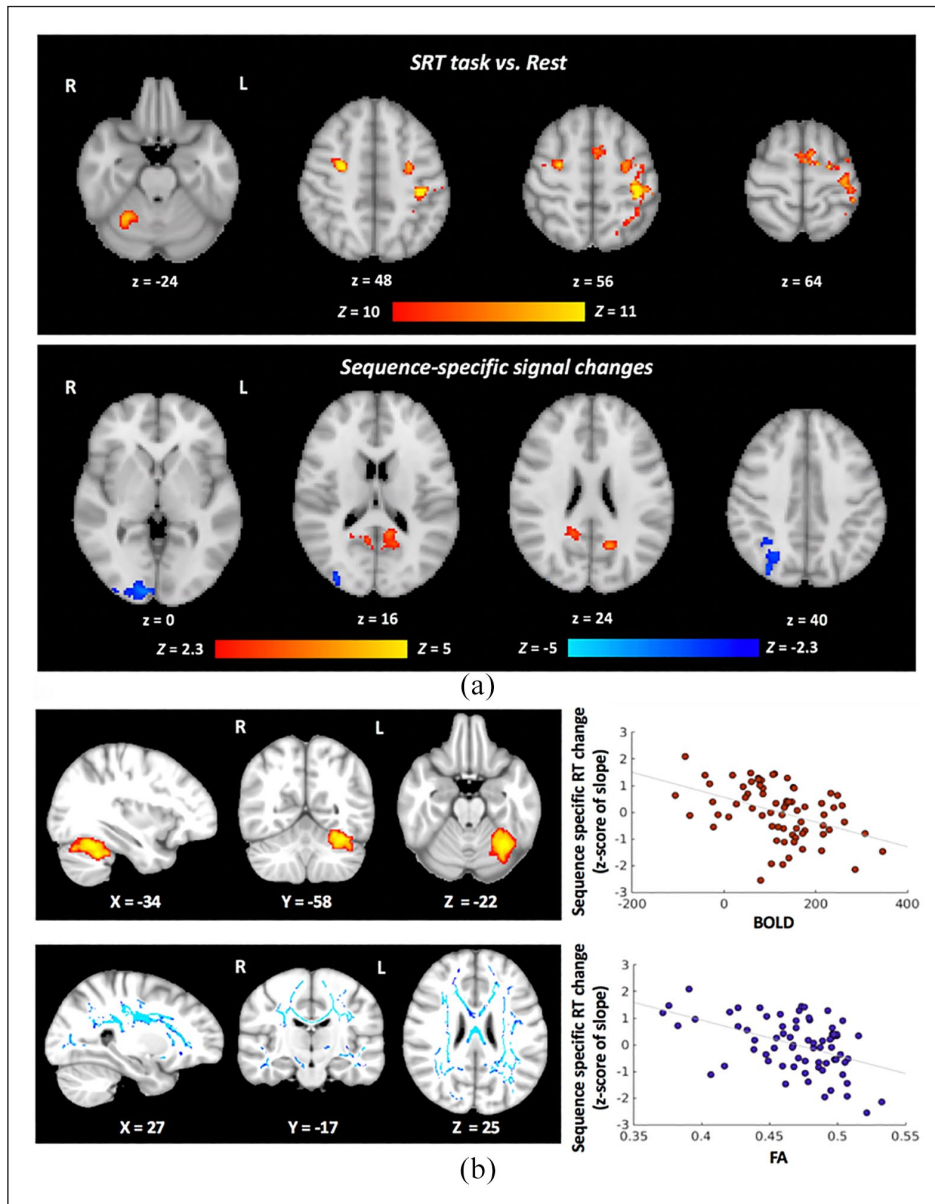 SRT task vs. Rest
R L
z = -24 z = 48 z = 56 z = 64
Z = 10 Z = 11
Sequence-specific signal changes
R L
z = 0 z = 16 z = 24 z = 40
Z = 2.3 Z = 5 Z = -5 Z = -2.3
(a)
R L
X = -34 Y = -58 Z = -22
Sequence specific RT change
(z-score of slope)
3
2
1
0
-1
-2
-3
-200 0 200 400
BOLD
R L
X = 27 Y = -17 Z = 25
Sequence specific RT change
(z-score of slope)
3
2
1
0
-1
-2
-3
0.35 0.4 0.45 0.5 0.55
FA
(b)